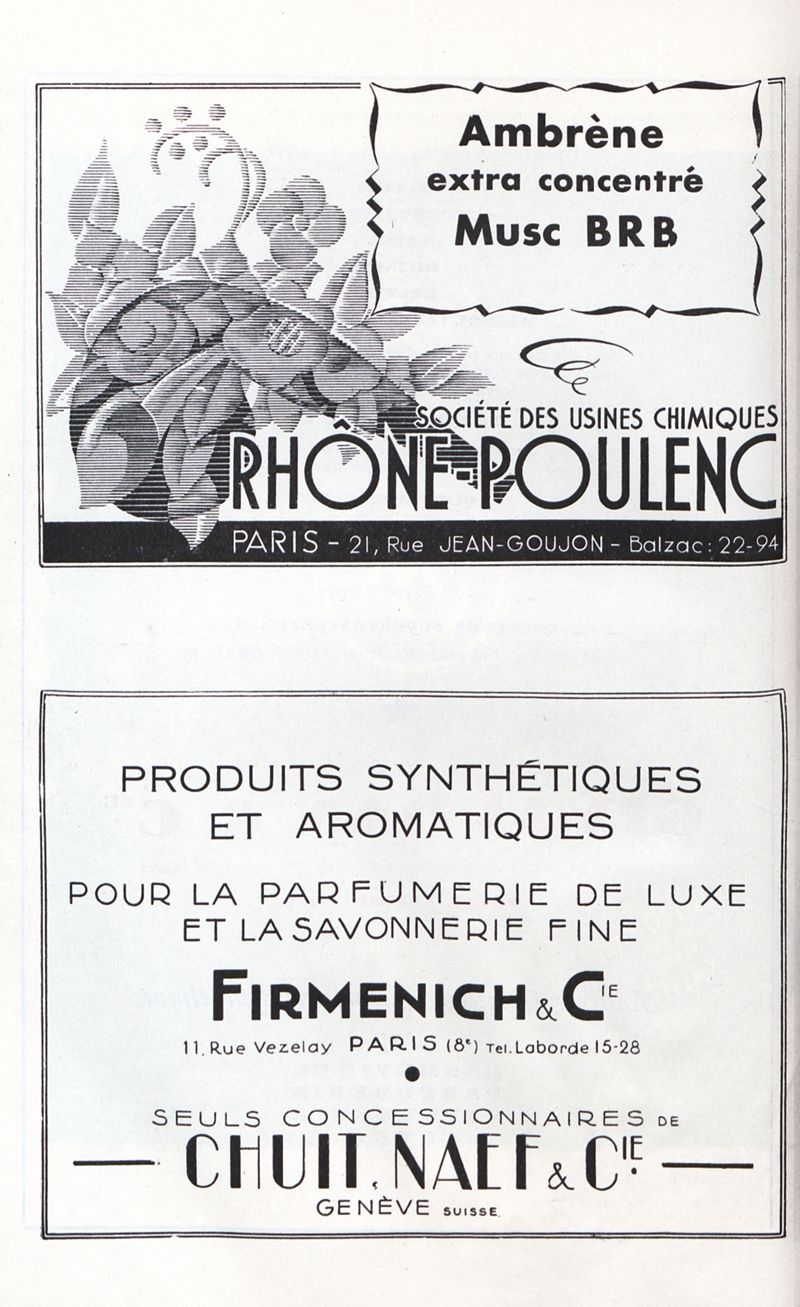 Ambrène
extra concentré
Musc BRB
SOCIÉTÉ DES USINES CHIMIQUES
RHÔNE-POULENC
PARIS - 21, Rue JEAN-GOUJON - Balzac: 22-94
PRODUITS SYNTHÉTIQUES
ET AROMATIQUES
POUR LA PARFUMERIE DE LUXE
ET LA SAVONNERIE FINE
FIRMENICH & CIE
11. Rue Vezelay PARIS (8e) Tel. Laborde 15-28
SEULS CONCESSIONNAIRES DE
CHUIT, NAEF & CIE
GENÈVE SUISSE.